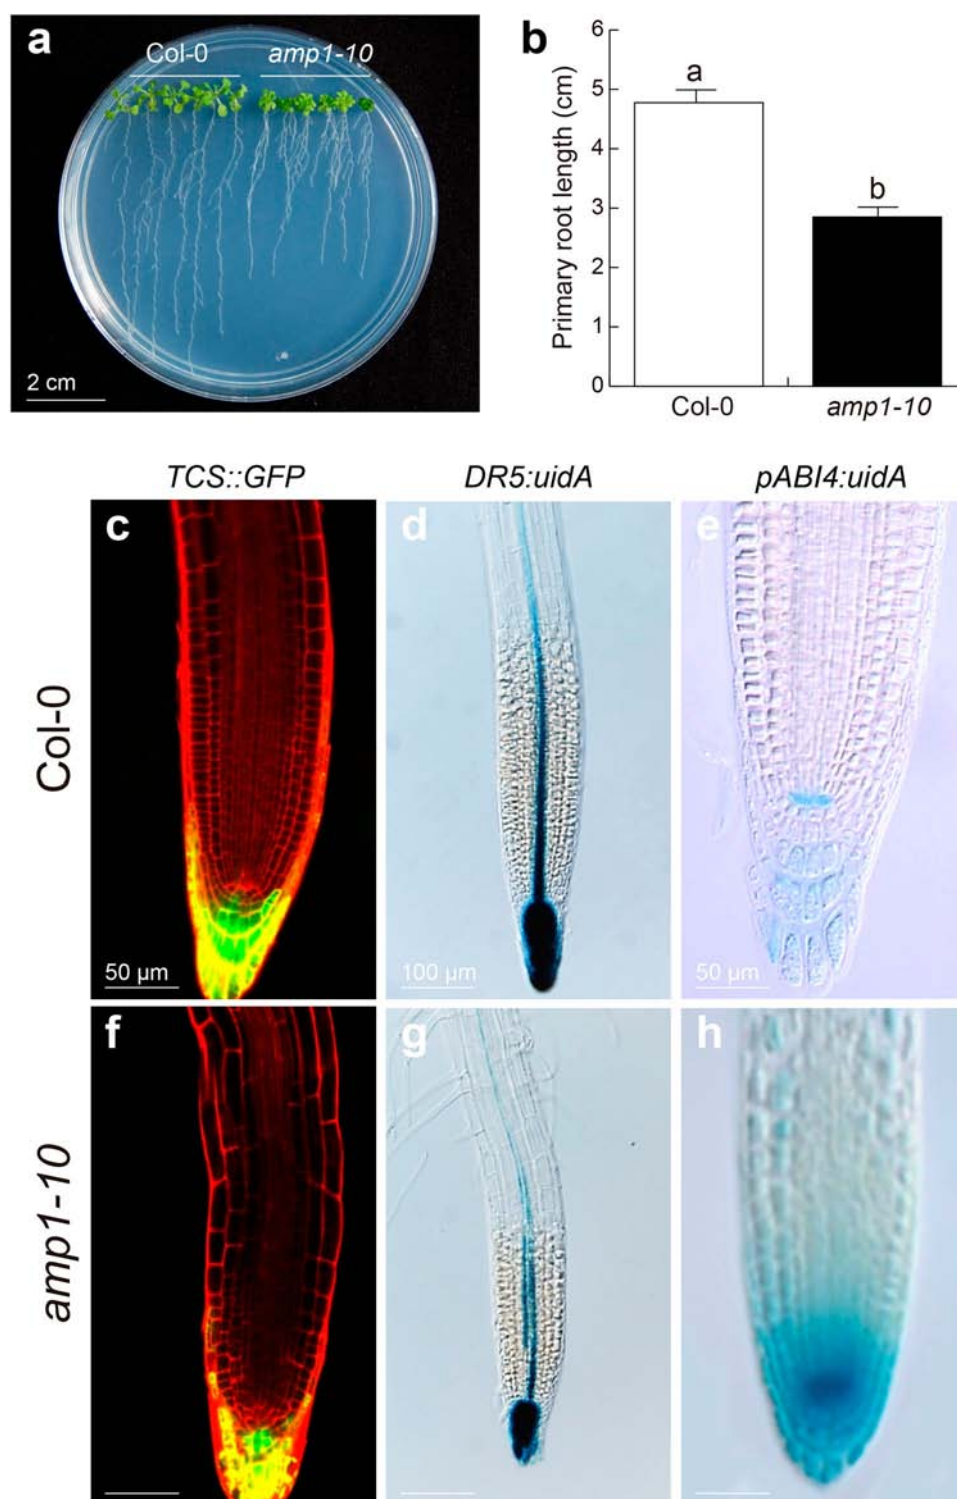 a
Col-0 amp1-10
2 cm
b
Primary root length (cm)
6
5
4
3
2
1
0
a
b
Col-0 amp1-10
TCS::GFP DR5:uidA pABI4:uidA
Col-0
c
50 µm
d
100 µm
e
50 µm
amp1-10
f
g
h